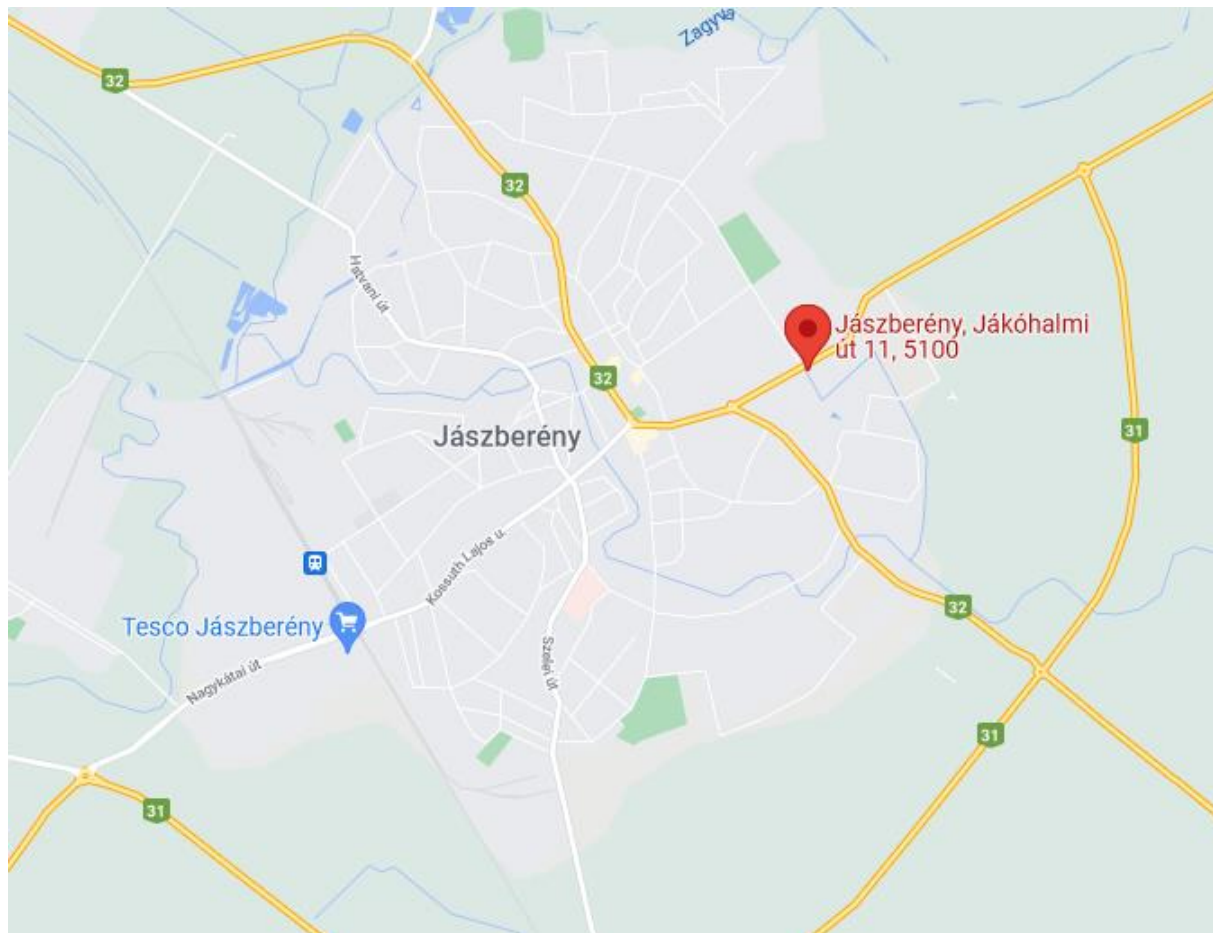 Zagyva
32
32
Hatvani út
Jászberény, Jákóhalmi
út 11, 5100
32
31
Jászberény
Kossuth Lajos u.
32
Tesco Jászberény
Szelei út
Nagykátai út
31
31